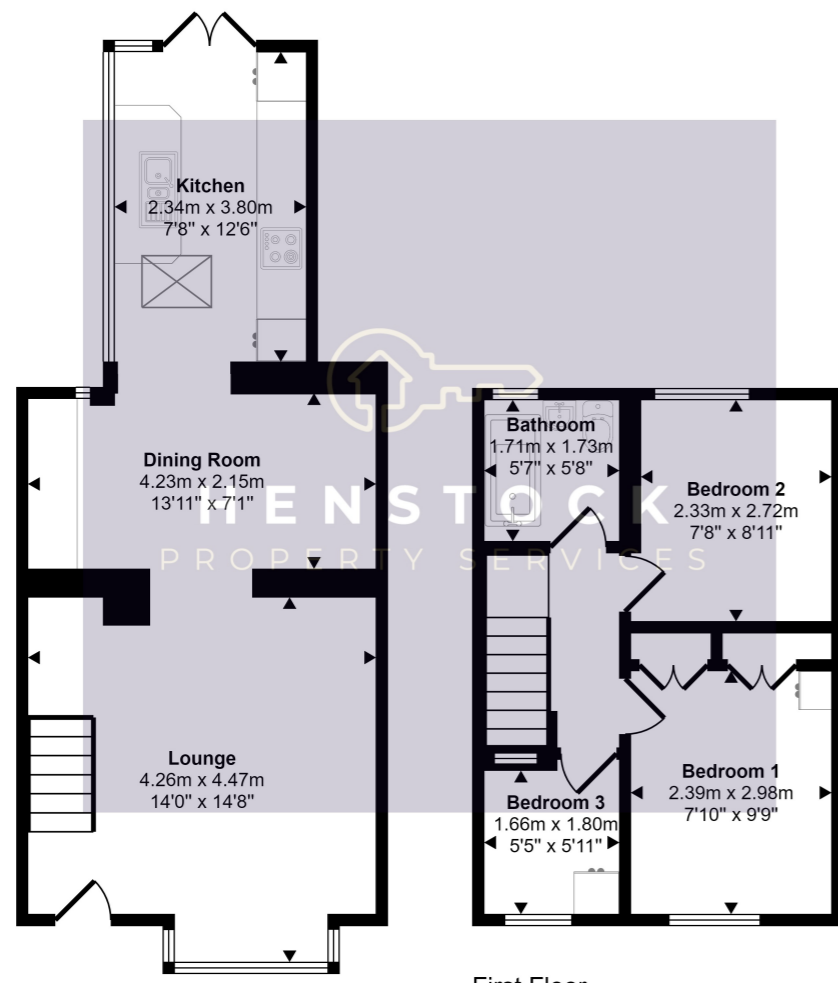 Kitchen
2.34m x 3.80m
7'8" x 12'6"
Dining Room
4.23m x 2.15m
13'11" x 7'1"
Lounge
4.26m x 4.47m
14'0" x 14'8"
Bathroom
1.71m x 1.73m
5'7" x 5'8"
Bedroom 2
2.33m x 2.72m
7'8" x 8'11"
Bedroom 1
2.39m x 2.98m
7'10" x 9'9"
Bedroom 3
1.66m x 1.80m
5'5" x 5'11"
HENSTOCK
PROPERTY SERVICES
First Floor